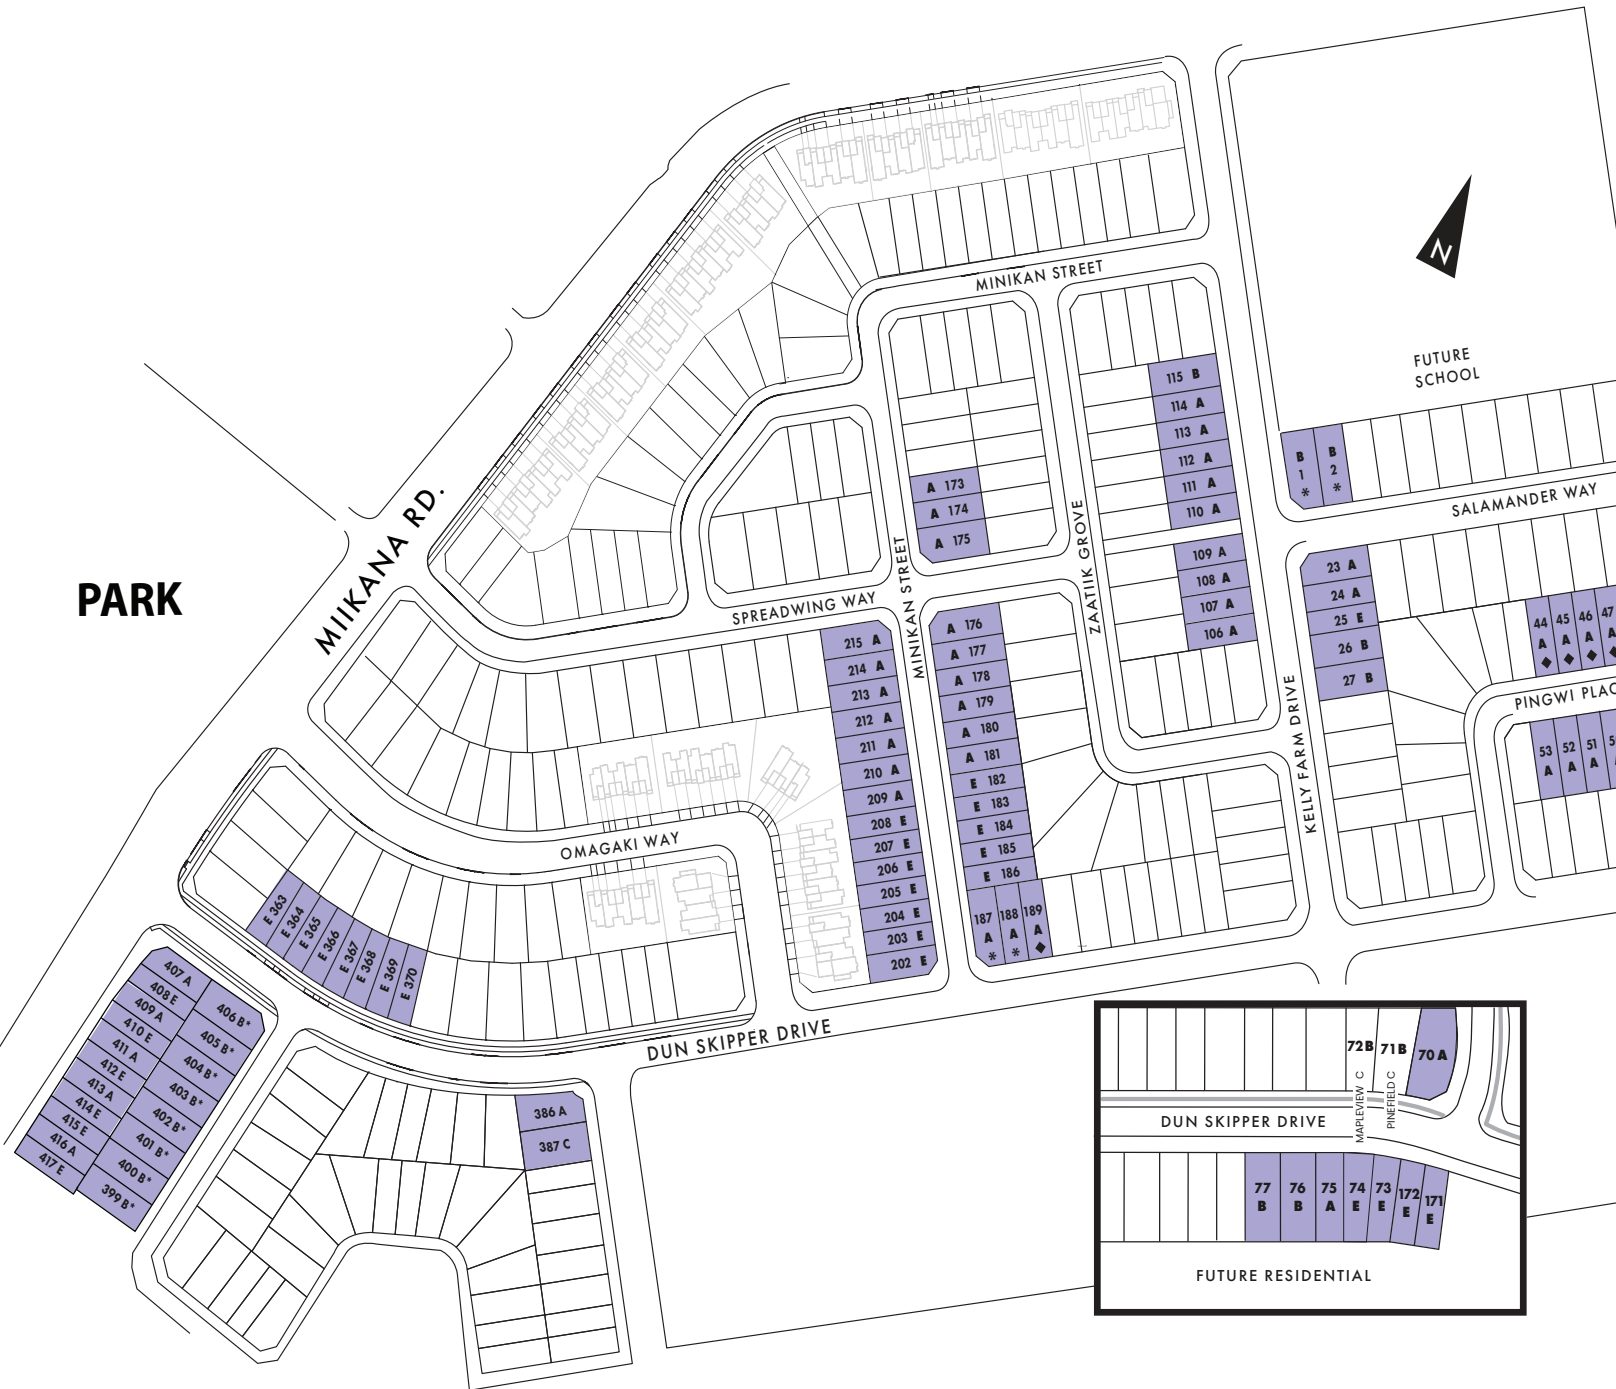 MINIKAN STREET
N
FUTURE
SCHOOL
115 B
114 A
113 A
112 A
111 A
110 A
109 A
108 A
107 A
106 A
B
1
*
B
2
*
SALAMANDER WAY
A 173
A 174
A 175
MIIKANA RD.
PARK
MINIKAN STREET
ZAATIIK GROVE
SPREADWING WAY
23 A
24 A
25 E
26 B
27 B
44
A
◆
45
A
◆
46
A
◆
47
A
◆
PINGWI PLAC
53
A
52
A
51
A
KELLY FARM DRIVE
215 A
214 A
213 A
212 A
211 A
210 A
209 A
208 E
207 E
206 E
205 E
204 E
203 E
202 E
A 176
A 177
A 178
A 179
A 180
A 181
E 182
E 183
E 184
E 185
E 186
187
A
*
188
A
*
189
A
◆
OMAGAKI WAY
E 363
E 364
E 365
E 366
E 367
E 368
E 369
E 370
DUN SKIPPER DRIVE
407 A
408 E
409 A
410 E
411 A
412 E
413 A
414 E
415 E
416 A
417 E
406 B*
405 B*
404 B*
403 B*
402 B*
401 B*
400 B*
399 B*
386 A
387 C
72B
71B
70 A
MAPLEVIEW C
PINEFIELD C
DUN SKIPPER DRIVE
77
B
76
B
75
A
74
E
73
E
172
E
171
E
FUTURE RESIDENTIAL